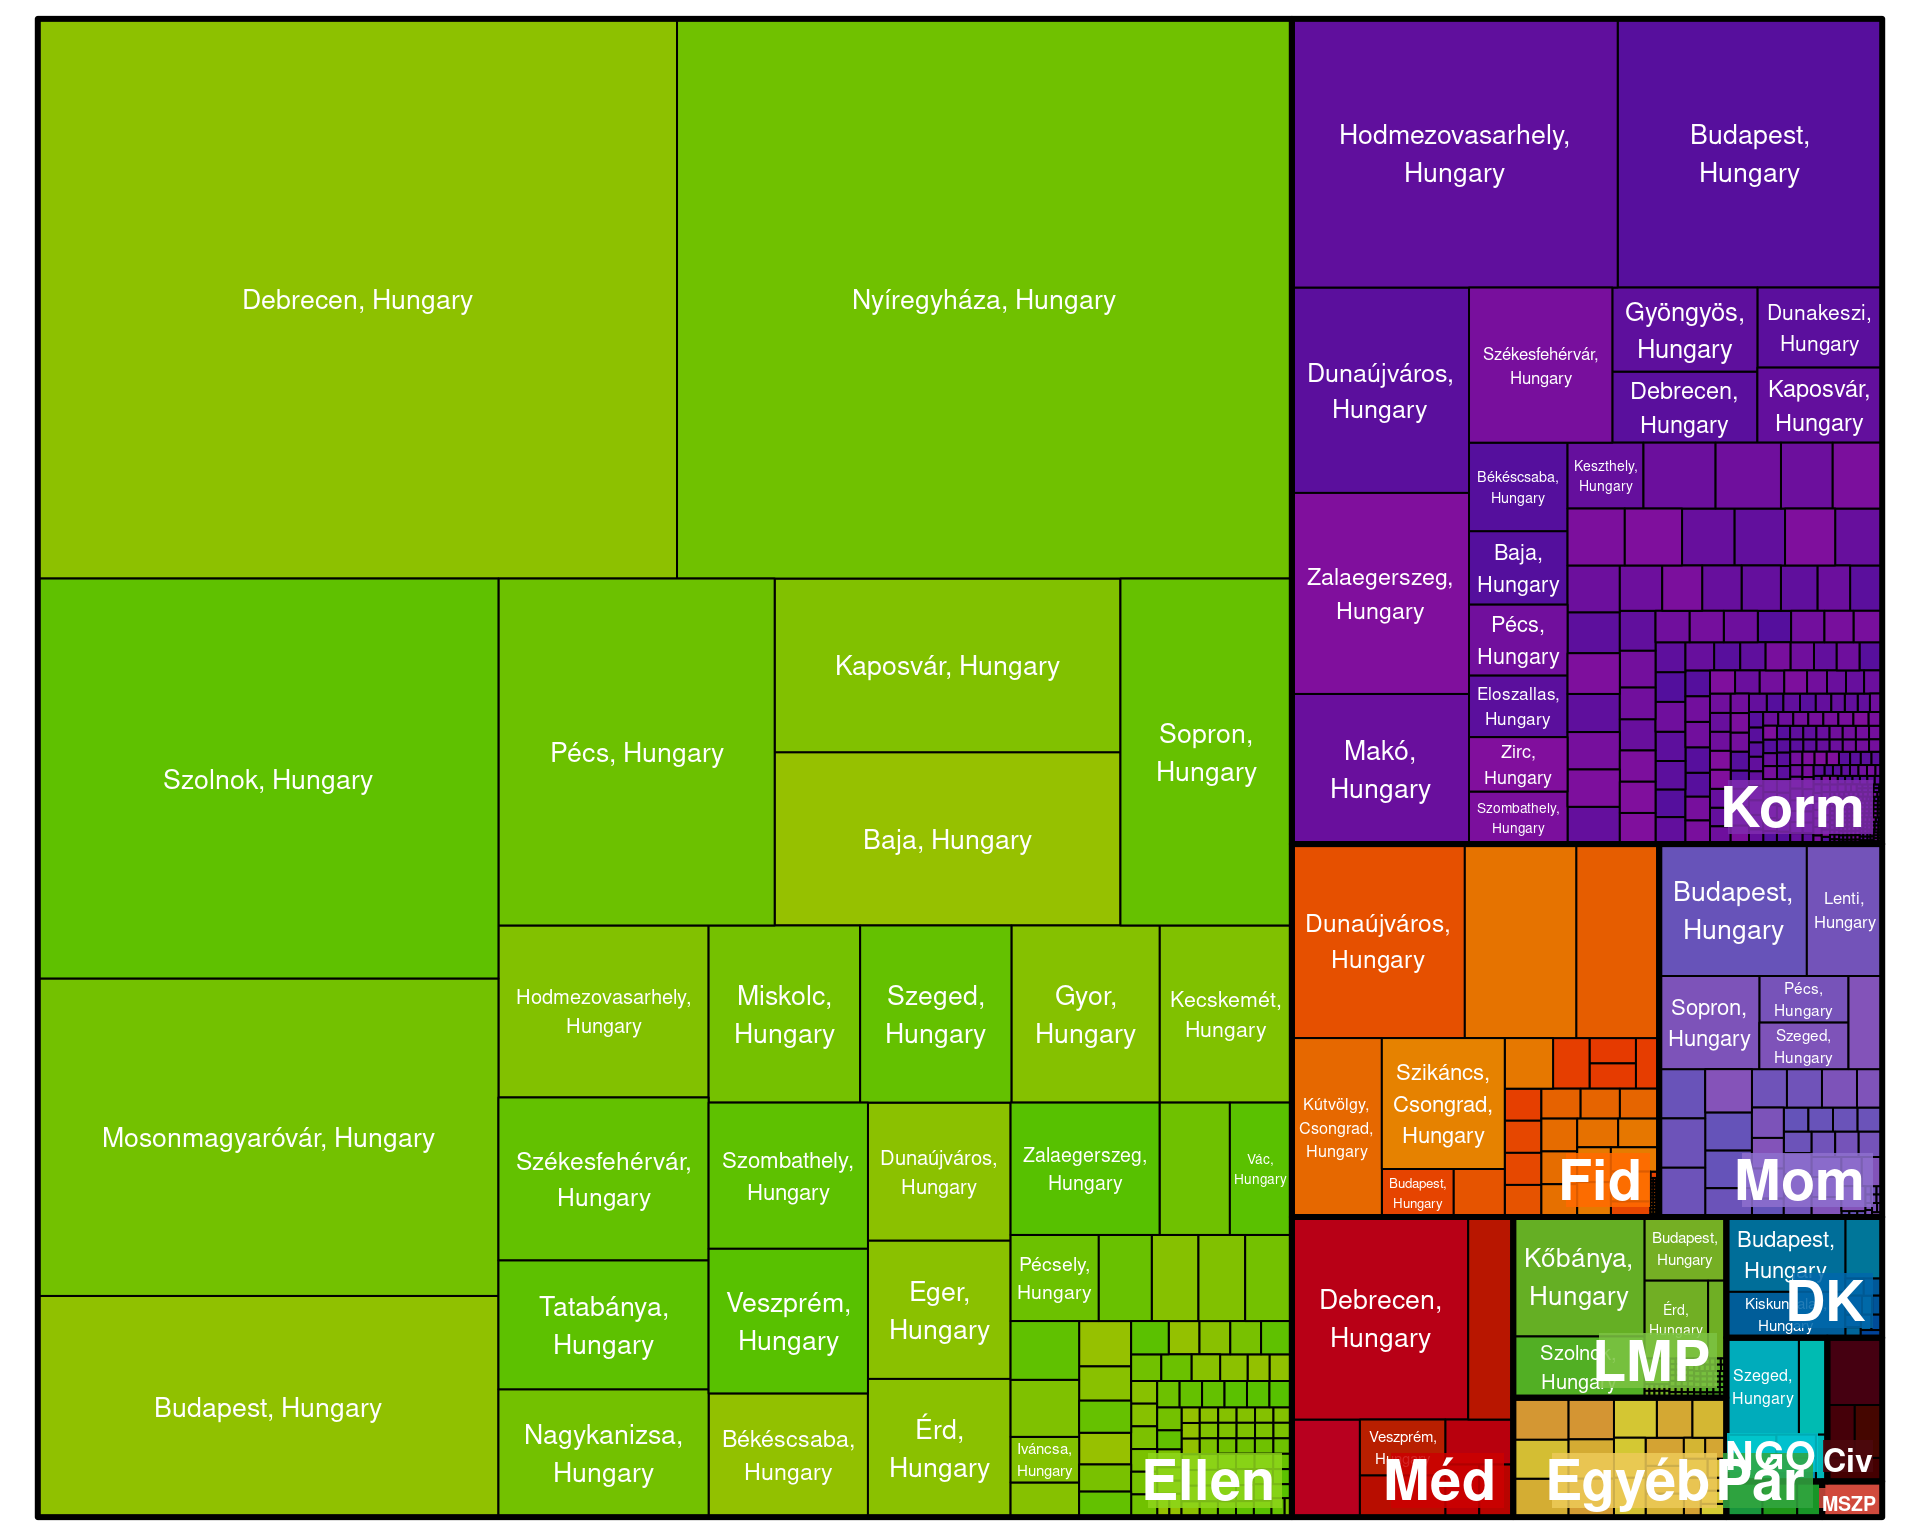 Debrecen, Hungary
Nyíregyháza, Hungary
Szolnok, Hungary
Mosonmagyaróvár, Hungary
Budapest, Hungary
Pécs, Hungary
Kaposvár, Hungary
Baja, Hungary
Sopron,
Hungary
Hodmezovasarhely,
Hungary
Miskolc,
Hungary
Szeged,
Hungary
Gyor,
Hungary
Kecskemét,
Hungary
Székesfehérvár,
Hungary
Szombathely,
Hungary
Dunaújváros,
Hungary
Zalaegerszeg,
Hungary
Vác,
Hungary
Tatabánya,
Hungary
Veszprém,
Hungary
Eger,
Hungary
Pécsely,
Hungary
Nagykanizsa,
Hungary
Békéscsaba,
Hungary
Érd,
Hungary
Iváncsa,
Hungary
Ellen
Hodmezovasarhely,
Hungary
Budapest,
Hungary
Dunaújváros,
Hungary
Székesfehérvár,
Hungary
Gyöngyös,
Hungary
Dunakeszi,
Hungary
Debrecen,
Hungary
Kaposvár,
Hungary
Békéscsaba,
Hungary
Keszthely,
Hungary
Zalaegerszeg,
Hungary
Baja,
Hungary
Pécs,
Hungary
Eloszallas,
Hungary
Makó,
Hungary
Zirc,
Hungary
Szombathely,
Hungary
Korm
Dunaújváros,
Hungary
Kútvölgy,
Csongrad,
Hungary
Szikáncs,
Csongrad,
Hungary
Budapest,
Hungary
Fid
Budapest,
Hungary
Lenti,
Hungary
Sopron,
Hungary
Pécs,
Hungary
Szeged,
Hungary
Mom
Debrecen,
Hungary
Veszprém,
Méd
Kőbánya,
Hungary
Budapest,
Hungary
Érd,
Hungary
Szolnok,
Hungary
LMP
Budapest,
Hungary
Hungary
DK
Szeged,
Hungary
NGO
Civ
Egyéb
Pár
MSZP